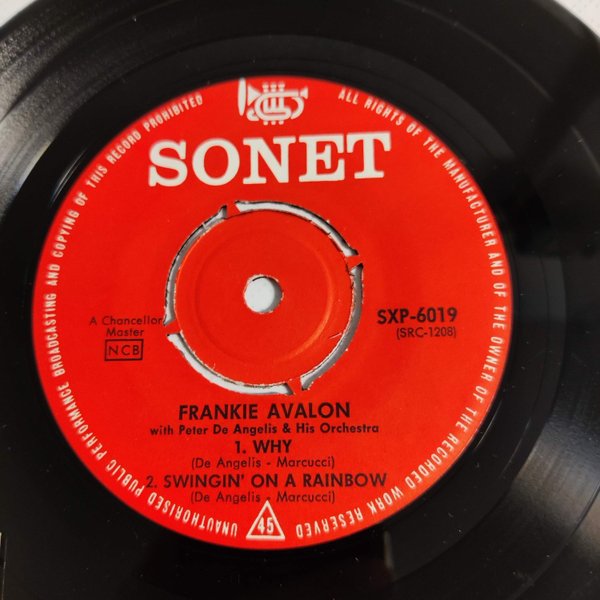 UNAUTHORISED PUBLIC PERFORMANCE BROADCASTING AND COPYING OF THIS RECORD PROHIBITED
ALL RIGHTS OF THE MANUFACTURER AND OF THE OWNER OF THE RECORDED WORK RESERVED
SONET
A Chancellor
Master
NCB
SXP-6019
(SRC-1208)
FRANKIE AVALON
with Peter De Angelis & His Orchestra
1. WHY
(De Angelis - Marcucci)
2. SWINGIN' ON A RAINBOW
(De Angelis - Marcucci)
45